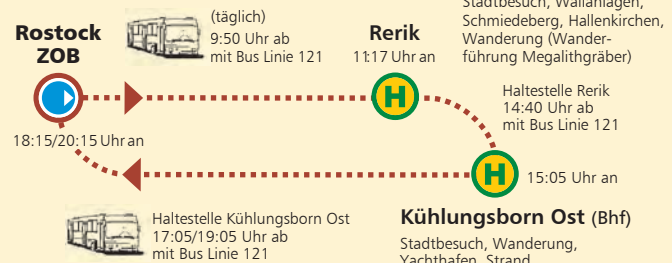 Stadtbesuch, Wallanlagen,
Schmiedeberg, Hallenkirchen,
Wanderung (Wander-
führung Megalithgräber)
Rostock
ZOB
(täglich)
9:50 Uhr ab
mit Bus Linie 121
Rerik
11:17 Uhr an
H
Haltestelle Rerik
14:40 Uhr ab
mit Bus Linie 121
18:15/20:15 Uhr an
H
15:05 Uhr an
Haltestelle Kühlungsborn Ost
17:05/19:05 Uhr ab
mit Bus Linie 121
Kühlungsborn Ost (Bhf)
Stadtbesuch, Wanderung,
Yachthafen, Strand